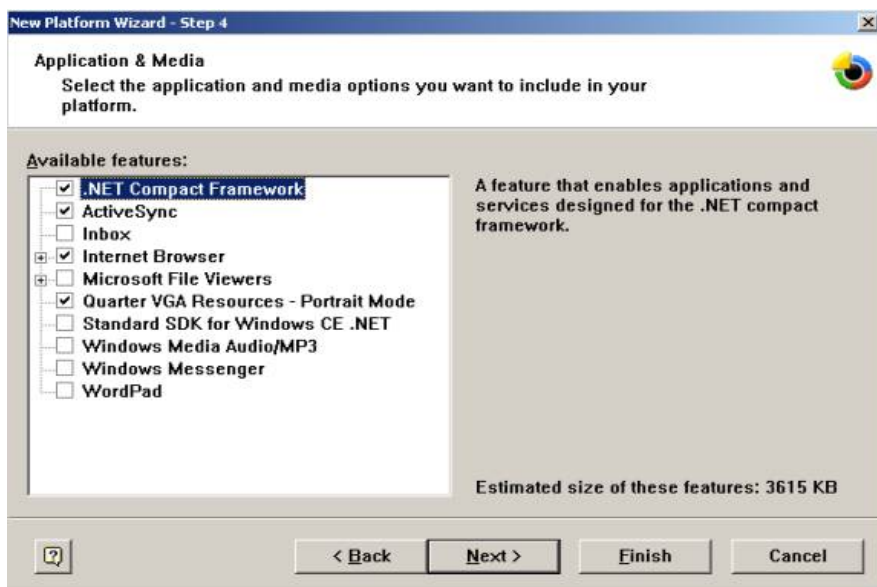 New Platform Wizard - Step 4
Application & Media
Select the application and media options you want to include in your
platform.
Available features:
.NET Compact Framework
ActiveSync
Inbox
Internet Browser
Microsoft File Viewers
Quarter VGA Resources - Portrait Mode
Standard SDK for Windows CE .NET
Windows Media Audio/MP3
Windows Messenger
WordPad
A feature that enables applications and
services designed for the .NET compact
framework.
Estimated size of these features: 3615 KB
< Back
Next >
Finish
Cancel